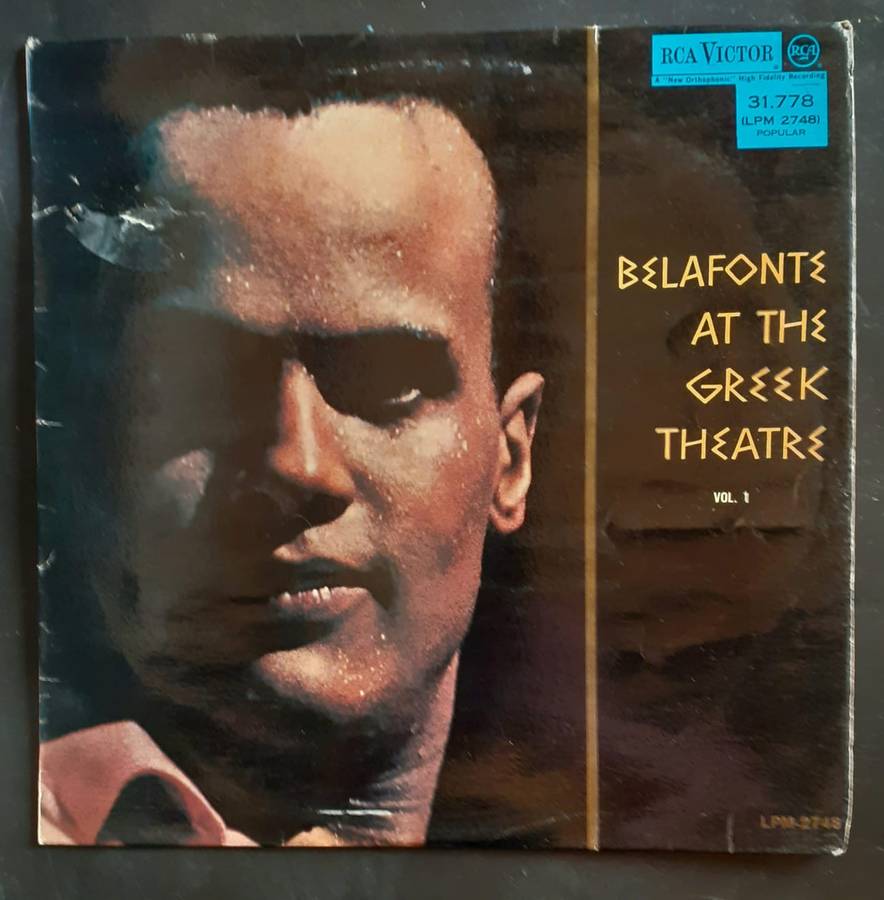 RCA VICTOR RCA
A "New Orthophonic" High Fidelity Recording
31.778
(LPM 2748)
POPULAR
BELAFONTE
AT THE
GREEK
THEATRE
VOL. 1
LPM-2748